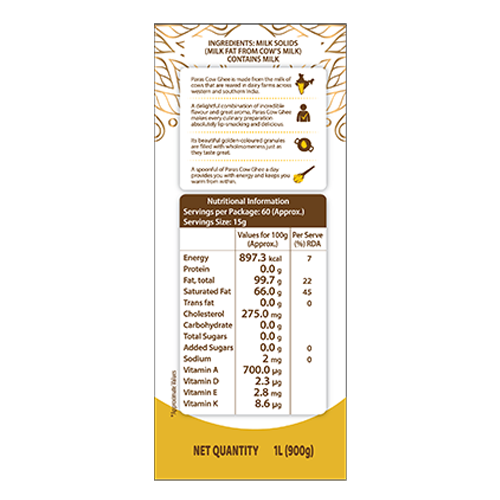 INGREDIENTS: MILK SOLIDS
(MILK FAT FROM COW'S MILK)
CONTAINS MILK
Paras Cow Ghee is made from the milk of
cows that are reared in dairy farms across
western and southern India.
A delightful combination of incredible
flavour and great aroma, Paras Cow Ghee
makes every culinary preparation
absolutely lip-smacking and delicious.
Its beautiful golden-coloured granules
are filled with wholesomeness just as
they taste great.
A spoonful of Paras Cow Ghee a day
provides you with energy and keeps you
warm from within.
Nutritional Information
Servings per Package: 60 (Approx.)
Servings Size: 15g
Values for 100g (Approx.) Per Serve (%) RDA
Energy 897.3 kcal 7
Protein 0.0 g
Fat, total 99.7 g 22
Saturated Fat 66.0 g 45
Trans fat 0.0 g 0
Cholesterol 275.0 mg
Carbohydrate 0.0 g
Total Sugars 0.0 g
Added Sugars 0.0 g 0
Sodium 2 mg 0
Vitamin A 700.0 µg
Vitamin D 2.3 µg
Vitamin E 2.8 mg
Vitamin K 8.6 µg
*Approximate Values
NET QUANTITY 1L (900g)